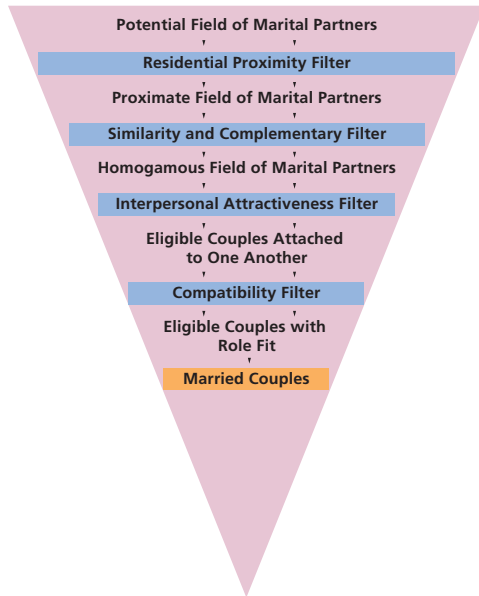 Potential Field of Marital Partners
Residential Proximity Filter
Proximate Field of Marital Partners
Similarity and Complementary Filter
Homogamous Field of Marital Partners
Interpersonal Attractiveness Filter
Eligible Couples Attached
to One Another
Compatibility Filter
Eligible Couples with
Role Fit
Married Couples